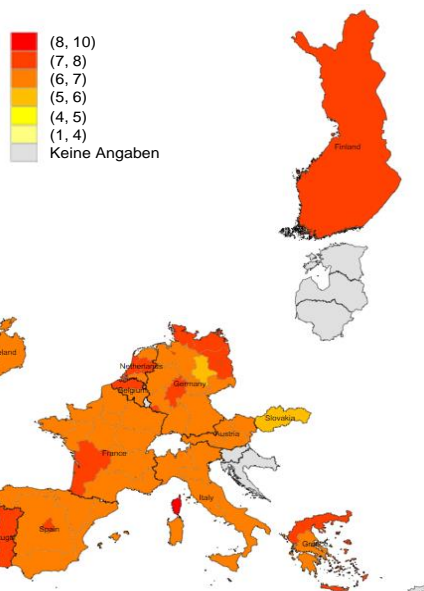 (8, 10)
(7, 8)
(6, 7)
(5, 6)
(4, 5)
(1, 4)
Keine Angaben
Finland
eland
Netherlands
Belgium
Germany
Slovakia
Austria
France
Italy
Spain